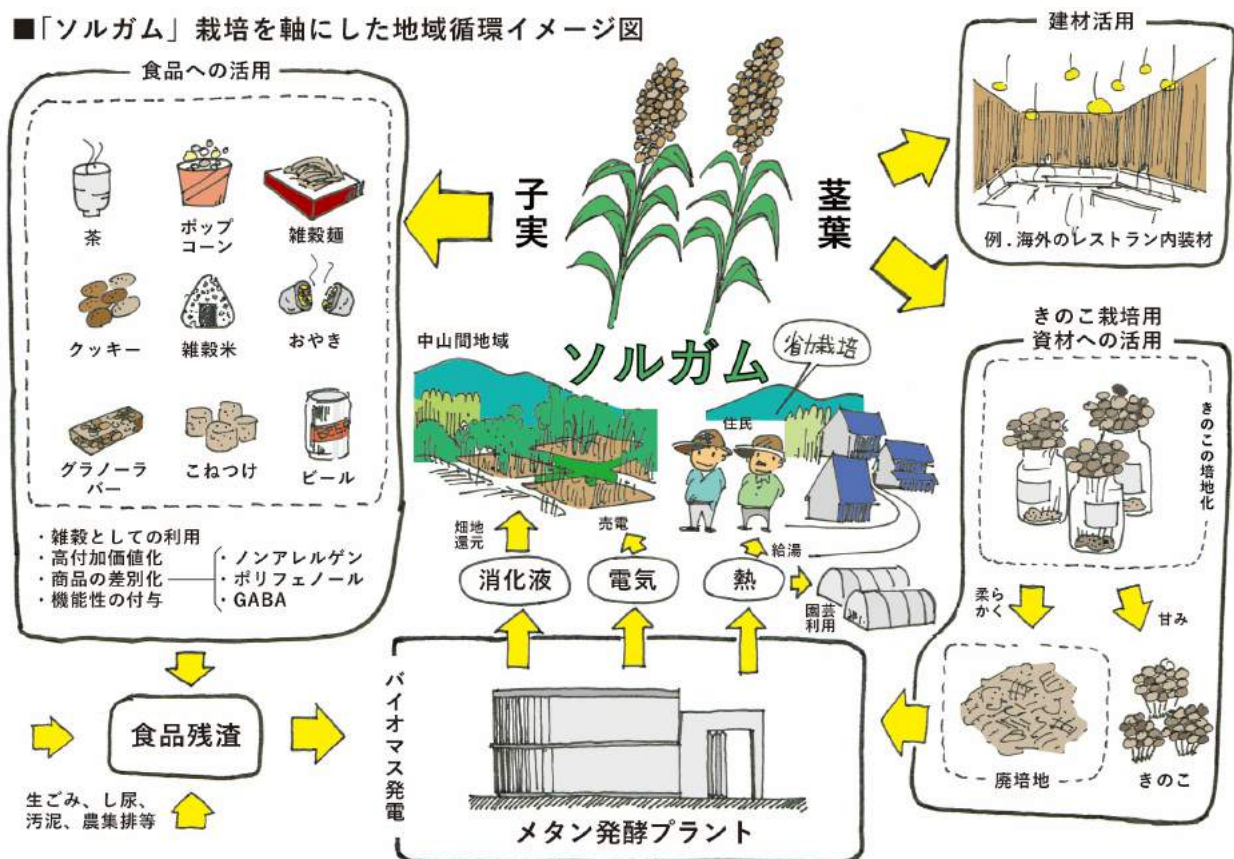 ■「ソルガム」栽培を軸にした地域循環イメージ図
食品への活用
茶
ポップ
コーン
雑穀麺
クッキー
雑穀米
おやき
グラノーラ
バー
こねつけ
ビール
・雑穀としての利用
・高付加価値化
・商品の差別化
・機能性の付与
・ノンアレルゲン
・ポリフェノール
・GABA
子実
茎葉
ソルガム
建材活用
例．海外のレストラン内装材
きのこ栽培用
資材への活用
きのこの培地化
柔ら
かく
甘み
廃培地
きのこ
中山間地域
省力栽培
住民
畑地
還元
売電
給湯
消化液
電気
熱
園芸
利用
食品残渣
生ごみ、し尿、
汚泥、農集排等
バイオマス発電
メタン発酵プラント